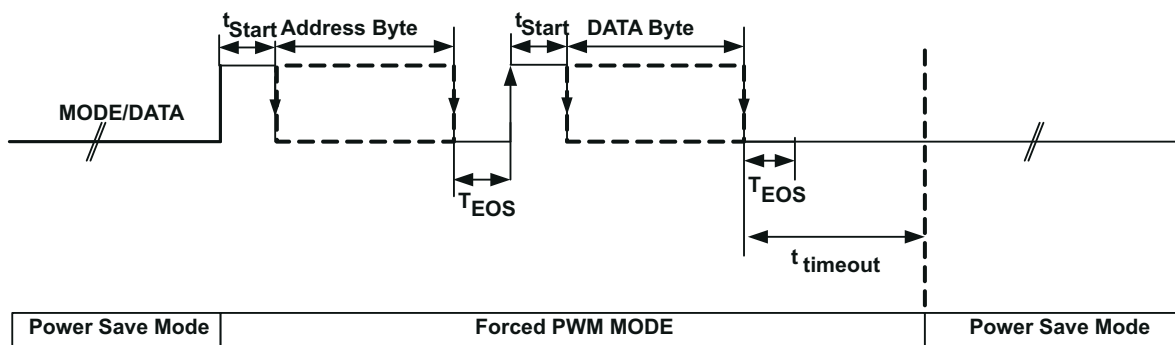 tStart Address Byte tStart DATA Byte
MODE/DATA
TEOS TEOS
t timeout
Power Save Mode Forced PWM MODE Power Save Mode